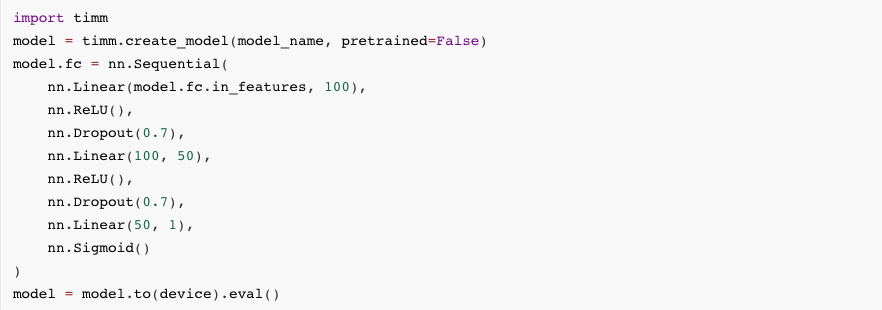 import timm
model = timm.create_model(model_name, pretrained=False)
model.fc = nn.Sequential(
    nn.Linear(model.fc.in_features, 100),
    nn.ReLU(),
    nn.Dropout(0.7),
    nn.Linear(100, 50),
    nn.ReLU(),
    nn.Dropout(0.7),
    nn.Linear(50, 1),
    nn.Sigmoid()
)
model = model.to(device).eval()